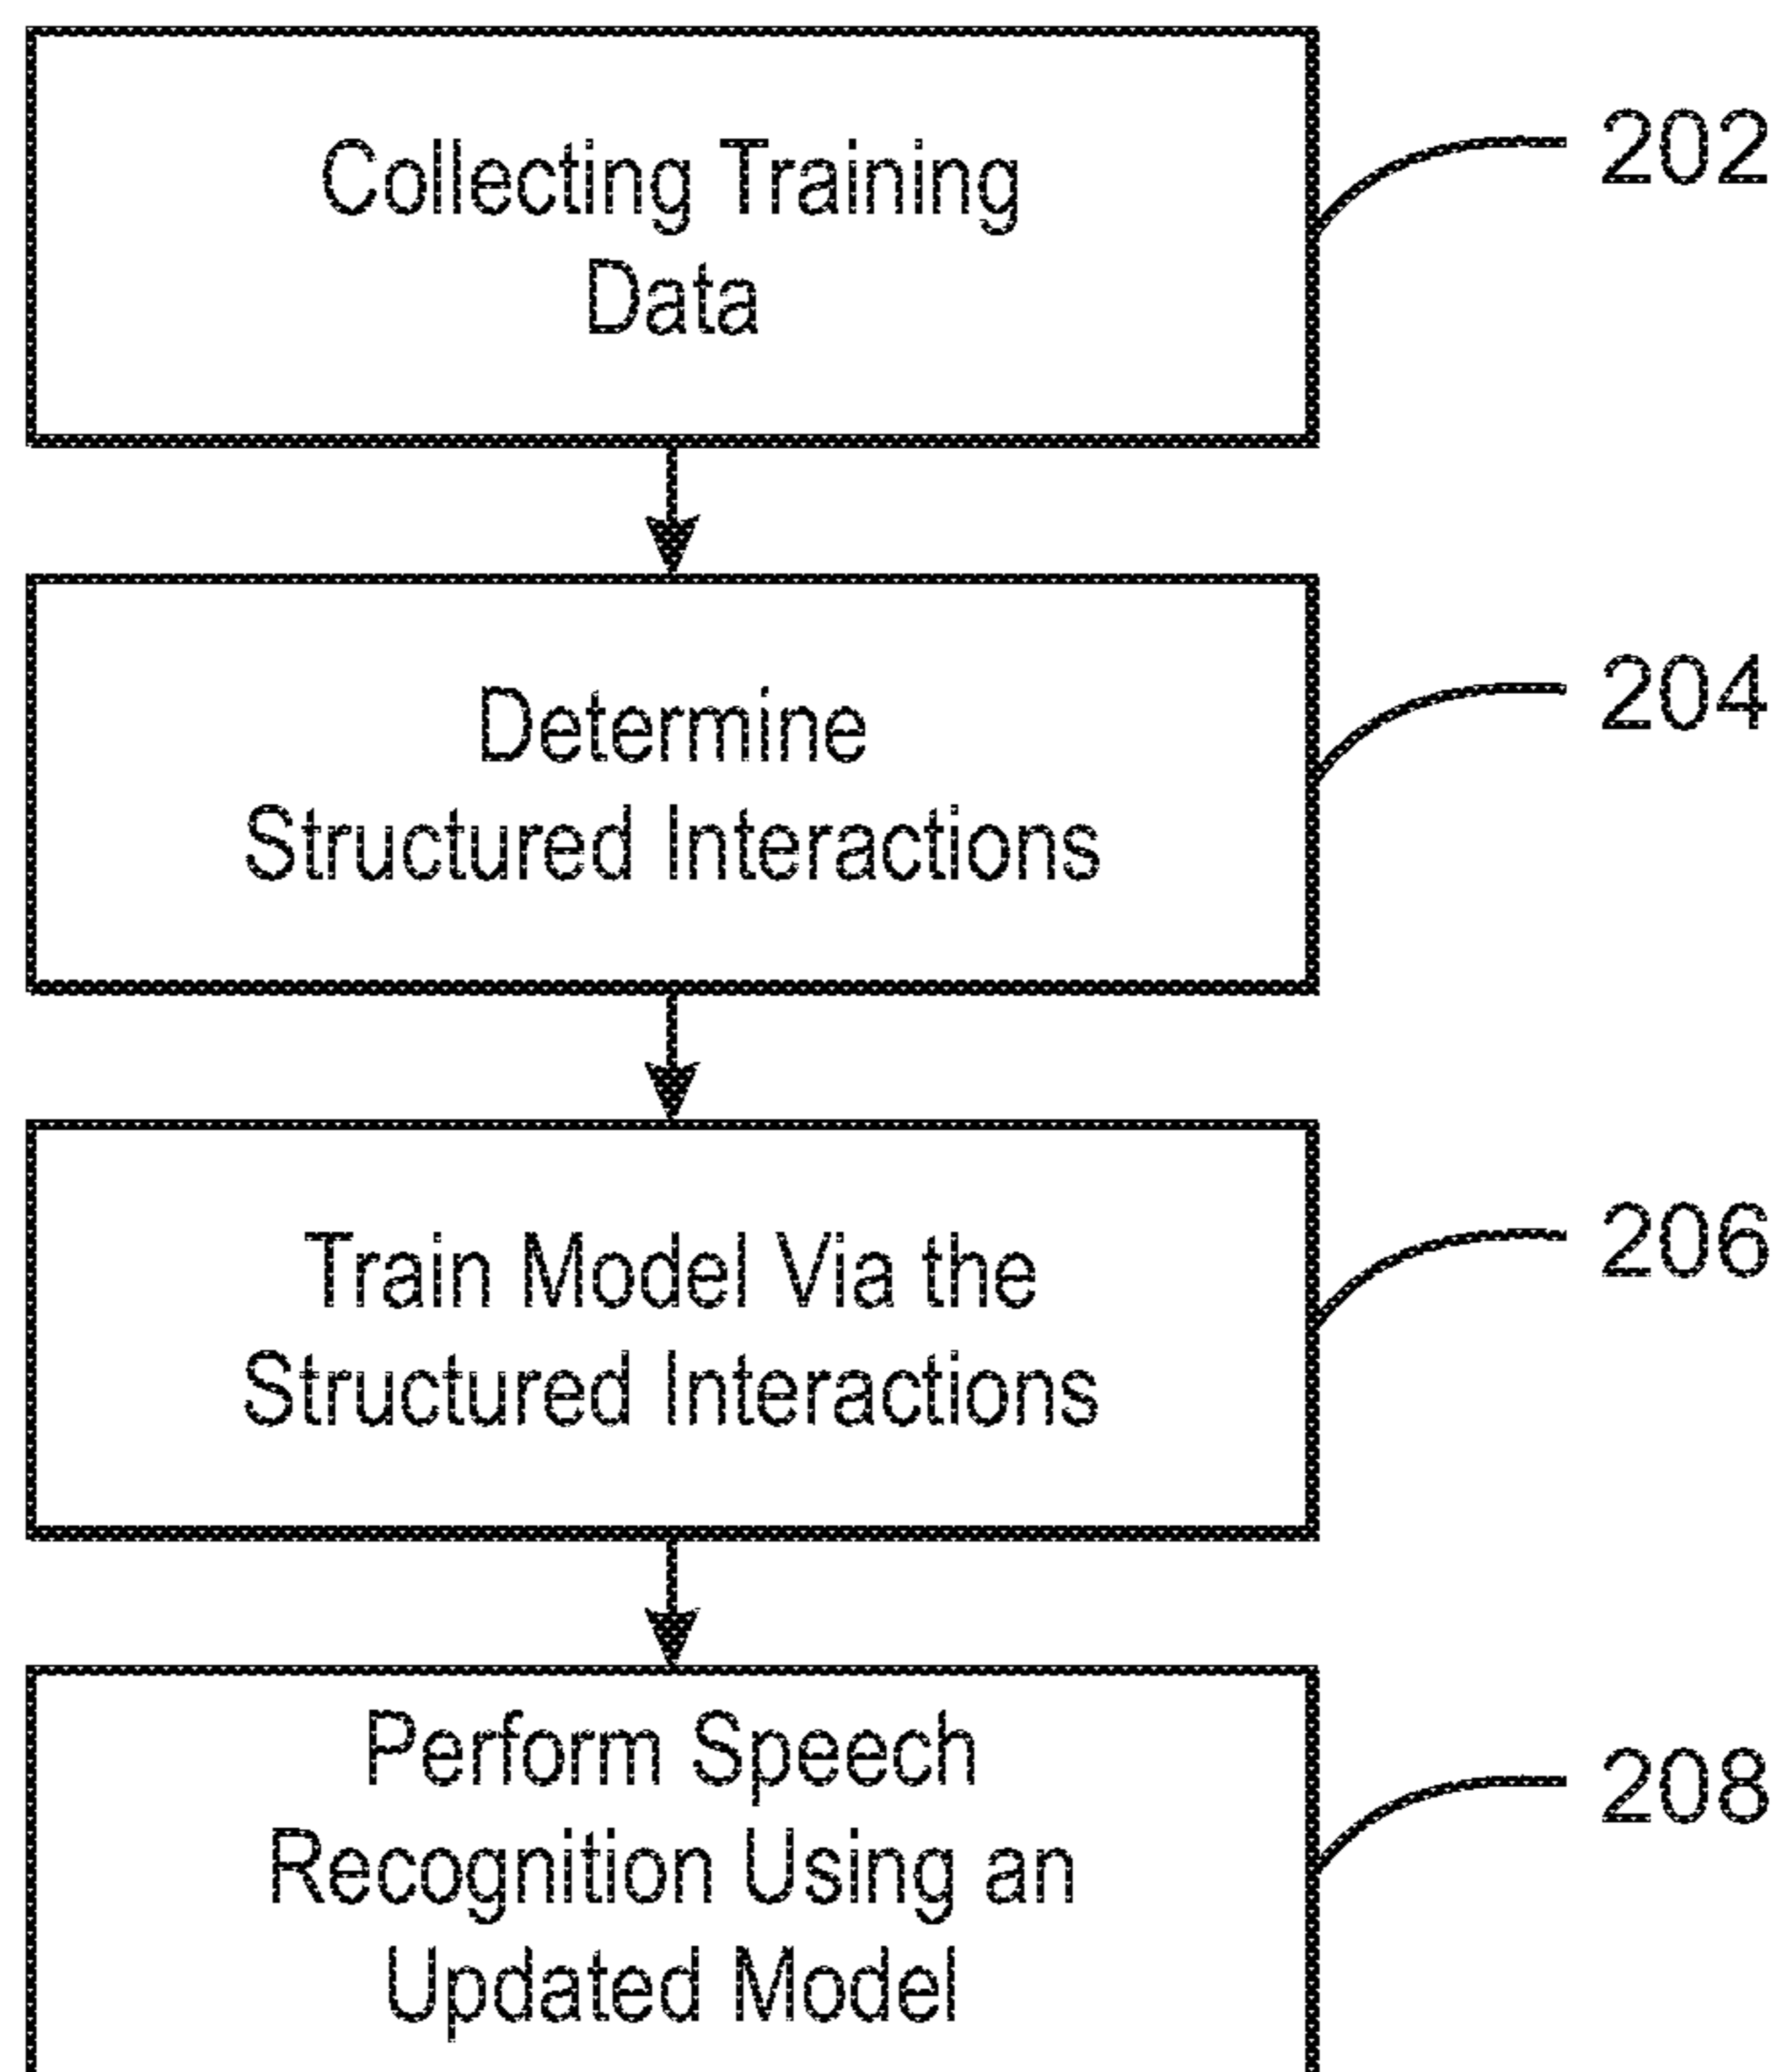 Collecting Training
Data
202
Determine
Structured Interactions
204
Train Model Via the
Structured Interactions
206
Perform Speech
Recognition Using an
Updated Model
208